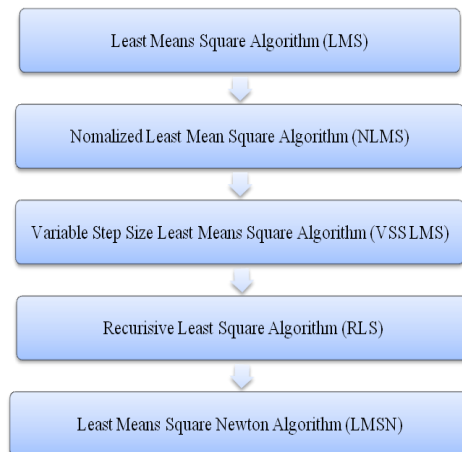 Least Means Square Algorithm (LMS)
Nomalized Least Mean Square Algorithm (NLMS)
Variable Step Size Least Means Square Algorithm (VSS LMS)
Recurisive Least Square Algorithm (RLS)
Least Means Square Newton Algorithm (LMSN)